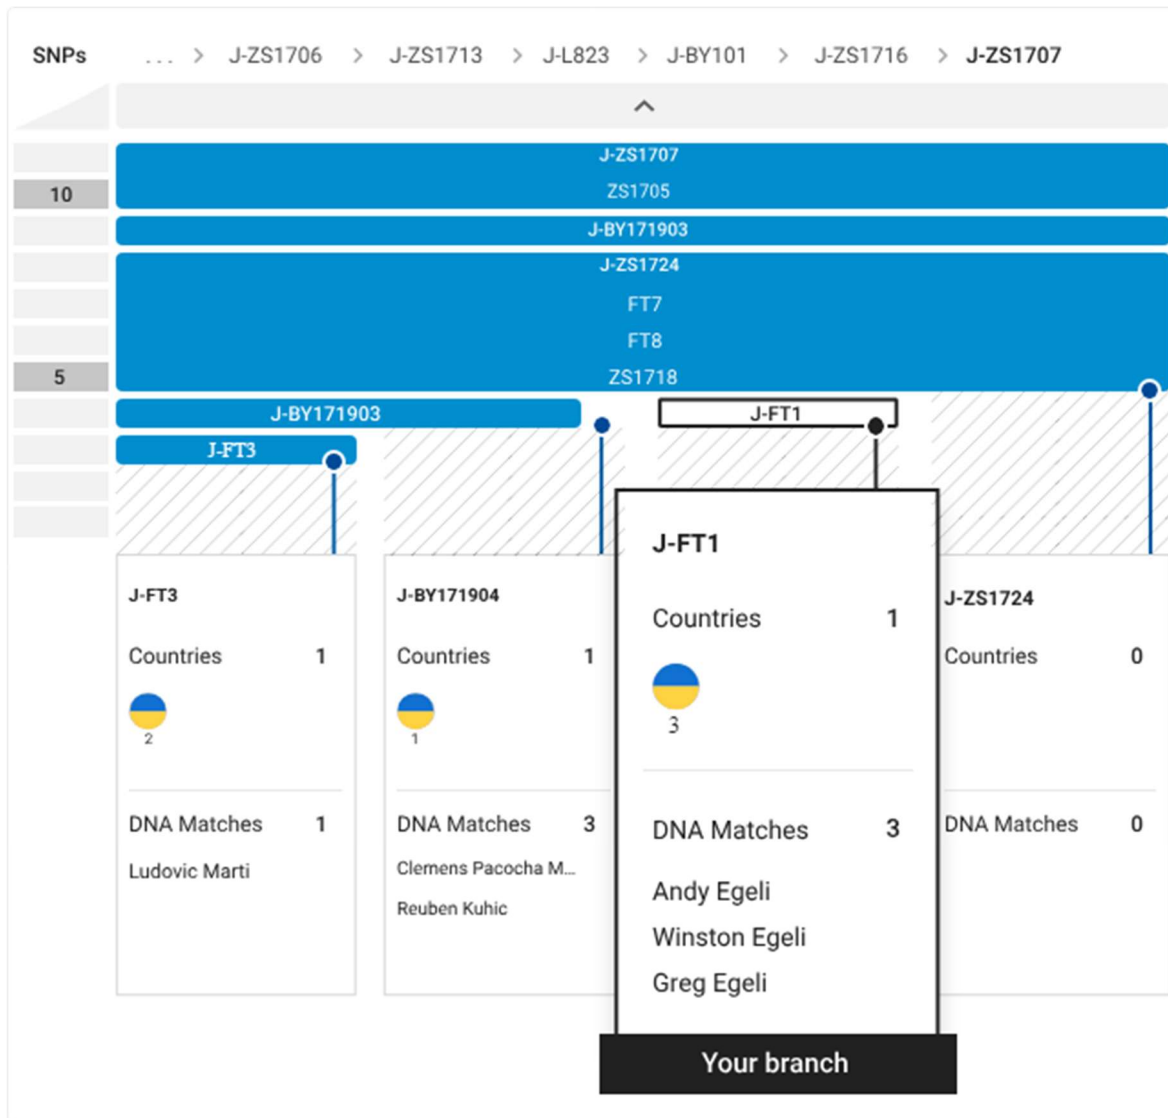 SNPs ... > J-ZS1706 > J-ZS1713 > J-L823 > J-BY101 > J-ZS1716 > J-ZS1707
J-ZS1707
10 ZS1705
J-BY171903
J-ZS1724
FT7
FT8
5 ZS1718
J-BY171903 J-FT1
J-FT3
J-FT3
Countries 1
2
DNA Matches 1
Ludovic Marti
J-BY171904
Countries 1
1
DNA Matches 3
Clemens Pacocha M...
Reuben Kuhic
J-FT1
Countries 1
3
DNA Matches 3
Andy Egeli
Winston Egeli
Greg Egeli
Your branch
J-ZS1724
Countries 0
DNA Matches 0